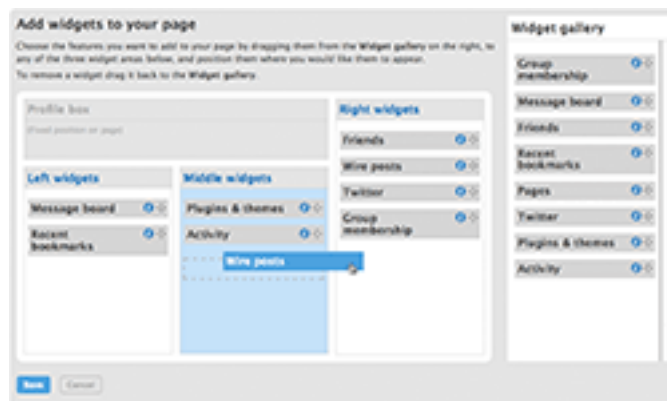 Add widgets to your page
Choose the features you want to add to your page by dragging them from the Widget gallery on the right, to
any of the three widget areas below, and position them where you would like them to appear.
To remove a widget drag it back to the Widget gallery.
Profile box
(Fixed position on page)
Left widgets
Message board
Recent
bookmarks
Middle widgets
Plugins & themes
Activity
Wire posts
Right widgets
Friends
Wire posts
Twitter
Group
membership
Widget gallery
Group
membership
Message board
Friends
Recent
bookmarks
Pages
Twitter
Plugins & themes
Activity
Save
Cancel